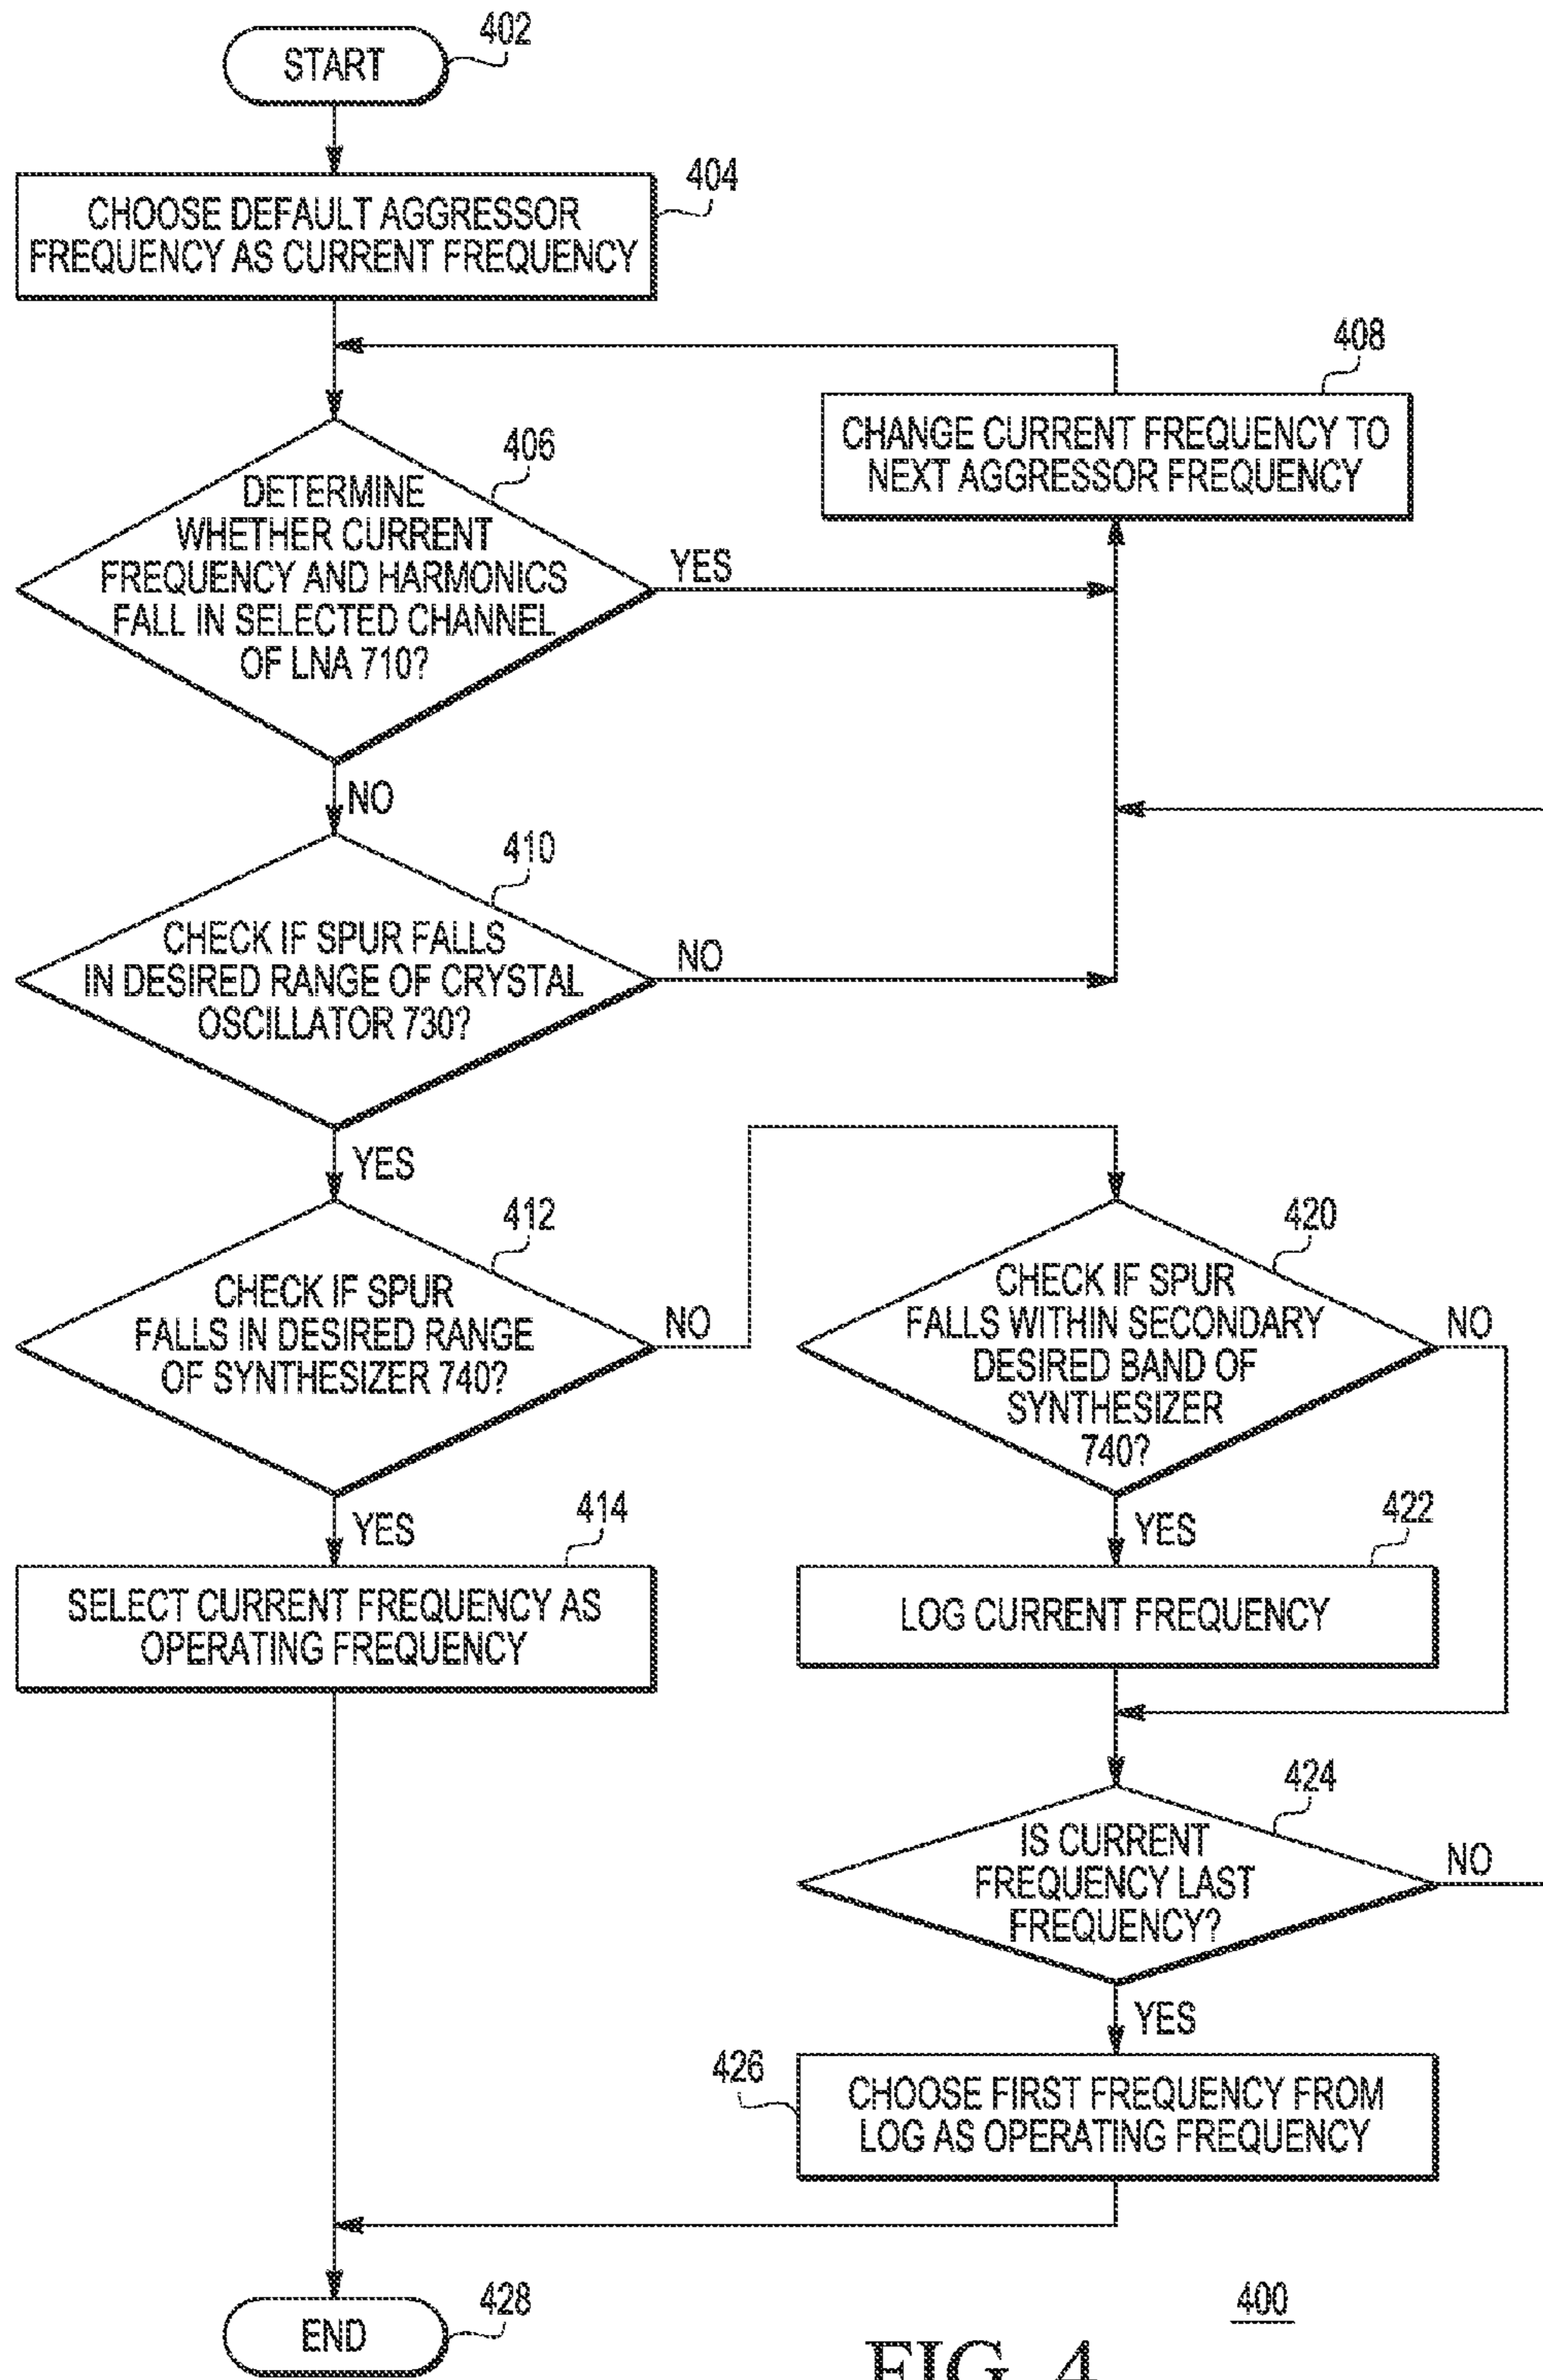 START
402
CHOOSE DEFAULT AGGRESSOR
FREQUENCY AS CURRENT FREQUENCY
404
408
CHANGE CURRENT FREQUENCY TO
NEXT AGGRESSOR FREQUENCY
406
DETERMINE
WHETHER CURRENT
FREQUENCY AND HARMONICS
FALL IN SELECTED CHANNEL
OF LNA 710?
YES
NO
410
CHECK IF SPUR FALLS
IN DESIRED RANGE OF CRYSTAL
OSCILLATOR 730?
NO
YES
412
CHECK IF SPUR
FALLS IN DESIRED RANGE
OF SYNTHESIZER 740?
NO
YES
420
CHECK IF SPUR
FALLS WITHIN SECONDARY
DESIRED BAND OF
SYNTHESIZER
740?
NO
YES
414
SELECT CURRENT FREQUENCY AS
OPERATING FREQUENCY
422
LOG CURRENT FREQUENCY
424
IS CURRENT
FREQUENCY LAST
FREQUENCY?
NO
YES
426
CHOOSE FIRST FREQUENCY FROM
LOG AS OPERATING FREQUENCY
END
428
400
FIG. 4